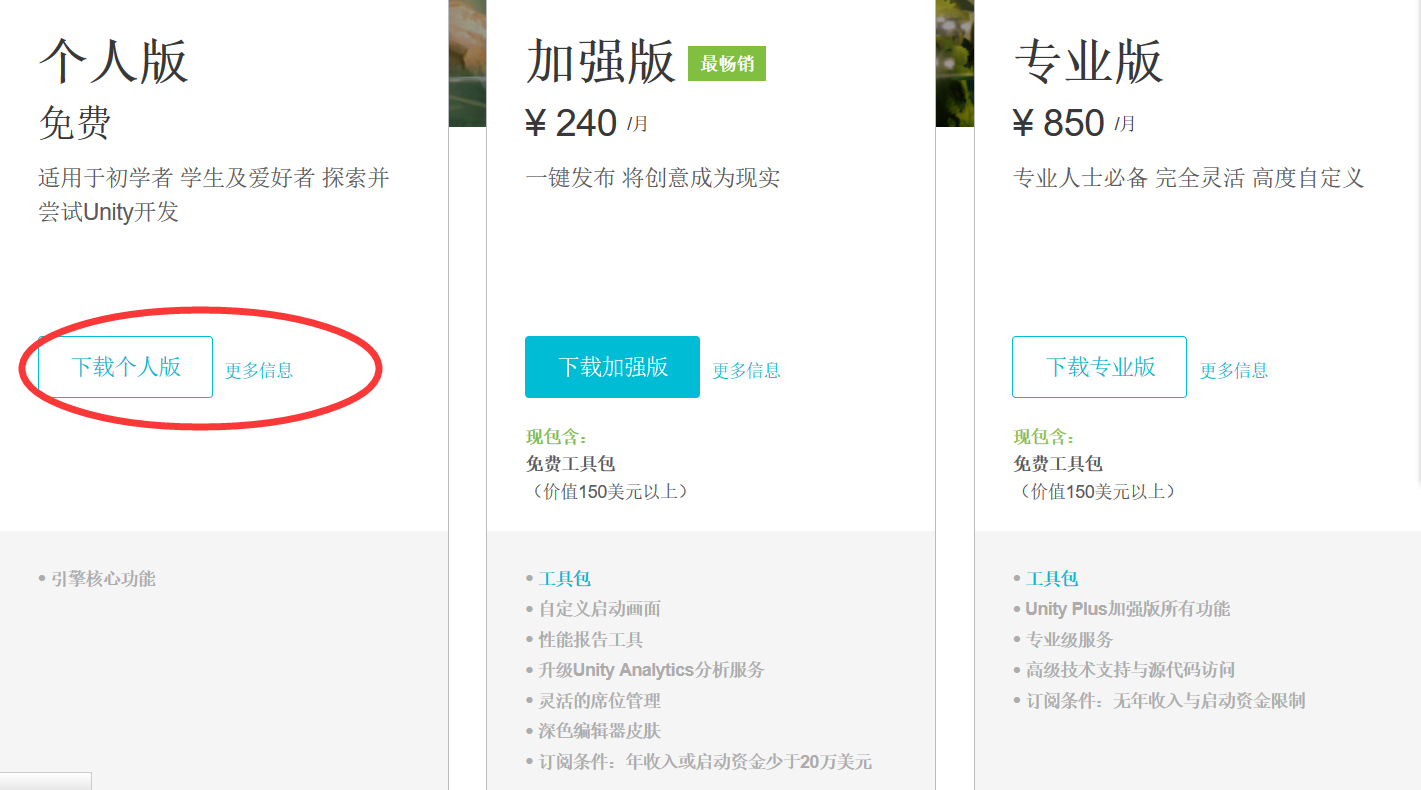 个人版
免费
适用于初学者 学生及爱好者 探索并
尝试Unity开发
下载个人版 更多信息
• 引擎核心功能
加强版 最畅销
¥ 240 /月
一键发布 将创意成为现实
下载加强版 更多信息
现包含：
免费工具包
（价值150美元以上）
• 工具包
• 自定义启动画面
• 性能报告工具
• 升级Unity Analytics分析服务
• 灵活的席位管理
• 深色编辑器皮肤
• 订阅条件：年收入或启动资金少于20万美元
专业版
¥ 850 /月
专业人士必备 完全灵活 高度自定义
下载专业版 更多信息
现包含：
免费工具包
（价值150美元以上）
• 工具包
• Unity Plus加强版所有功能
• 专业级服务
• 高级技术支持与源代码访问
• 订阅条件：无年收入与启动资金限制